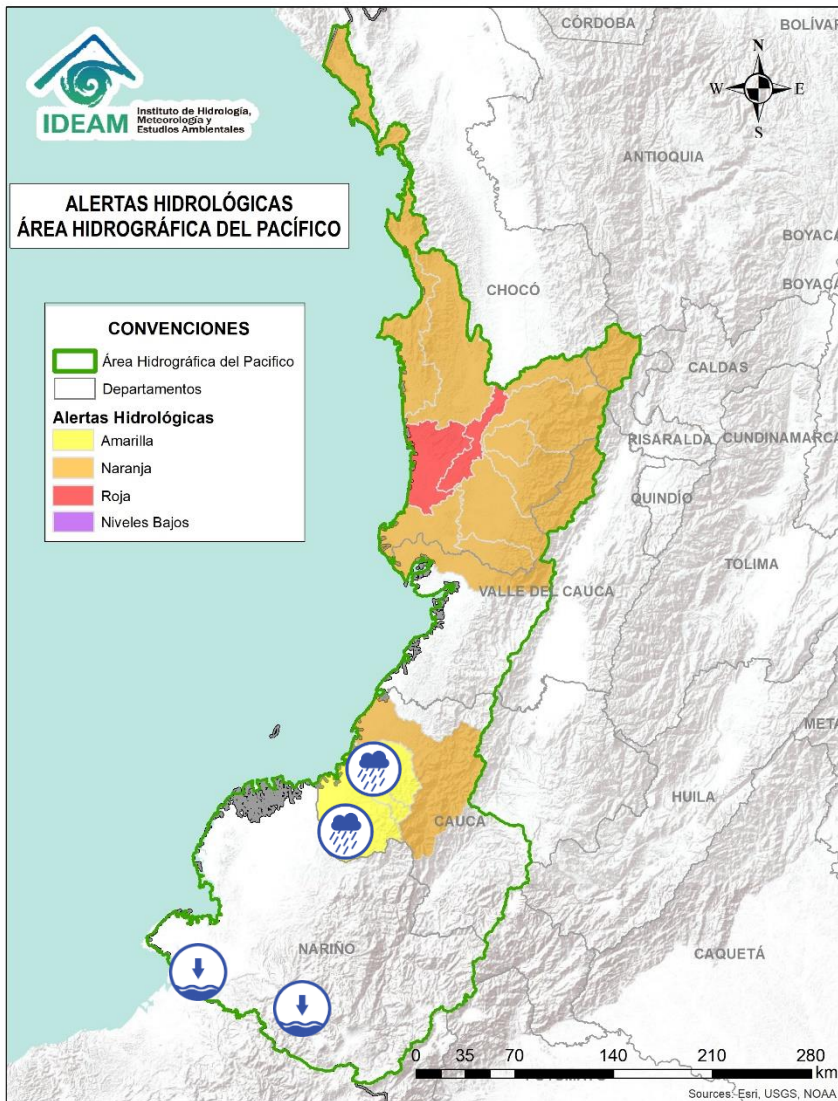 IDEAM
Instituto de Hidrología,
Meteorología y
Estudios Ambientales
ALERTAS HIDROLÓGICAS
ÁREA HIDROGRÁFICA DEL PACÍFICO
CONVENCIONES
Área Hidrográfica del Pacifico
Departamentos
Alertas Hidrológicas
Amarilla
Naranja
Roja
Niveles Bajos
N
W
E
S
CÓRDOBA
BOLÍVAR
ANTIOQUIA
BOYACÁ
CHOCÓ
BOYACÁ
CALDAS
RISARALDA
CUNDINAMARCA
QUINDÍO
TOLIMA
VALLE DEL CAUCA
META
HUILA
CAUCA
NARIÑO
CAQUETÁ
0 35 70 140 210 280
km
Sources: Esri, USGS, NOAA